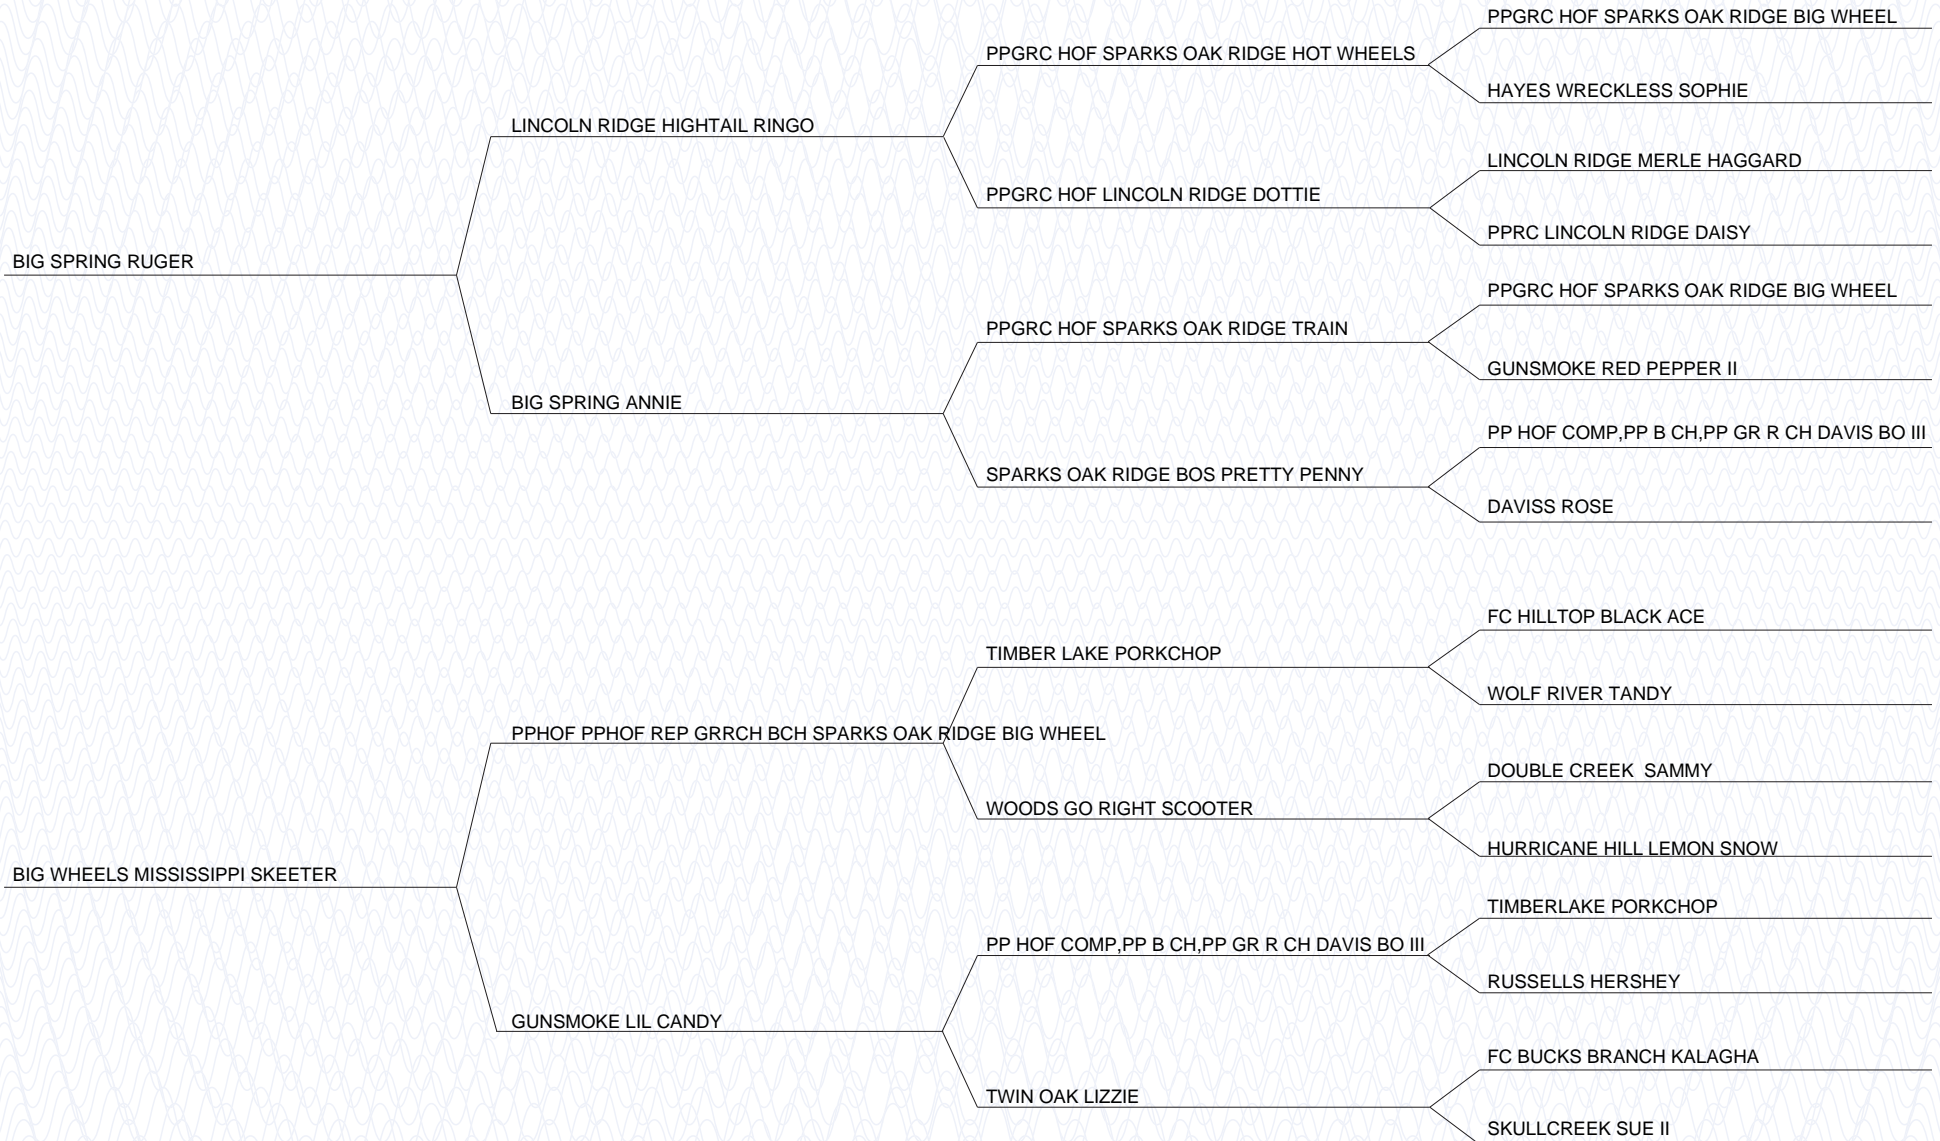 PPGRC HOF SPARKS OAK RIDGE BIG WHEEL
PPGRC HOF SPARKS OAK RIDGE HOT WHEELS
HAYES WRECKLESS SOPHIE
LINCOLN RIDGE HIGHTAIL RINGO
LINCOLN RIDGE MERLE HAGGARD
PPGRC HOF LINCOLN RIDGE DOTTIE
PPRC LINCOLN RIDGE DAISY
BIG SPRING RUGER
PPGRC HOF SPARKS OAK RIDGE BIG WHEEL
PPGRC HOF SPARKS OAK RIDGE TRAIN
GUNSMOKE RED PEPPER II
BIG SPRING ANNIE
PP HOF COMP,PP B CH,PP GR R CH DAVIS BO III
SPARKS OAK RIDGE BOS PRETTY PENNY
DAVISS ROSE
FC HILLTOP BLACK ACE
TIMBER LAKE PORKCHOP
WOLF RIVER TANDY
PPHOF PPHOF REP GRRCH BCH SPARKS OAK RIDGE BIG WHEEL
DOUBLE CREEK  SAMMY
WOODS GO RIGHT SCOOTER
HURRICANE HILL LEMON SNOW
BIG WHEELS MISSISSIPPI SKEETER
TIMBERLAKE PORKCHOP
PP HOF COMP,PP B CH,PP GR R CH DAVIS BO III
RUSSELLS HERSHEY
GUNSMOKE LIL CANDY
FC BUCKS BRANCH KALAGHA
TWIN OAK LIZZIE
SKULLCREEK SUE II